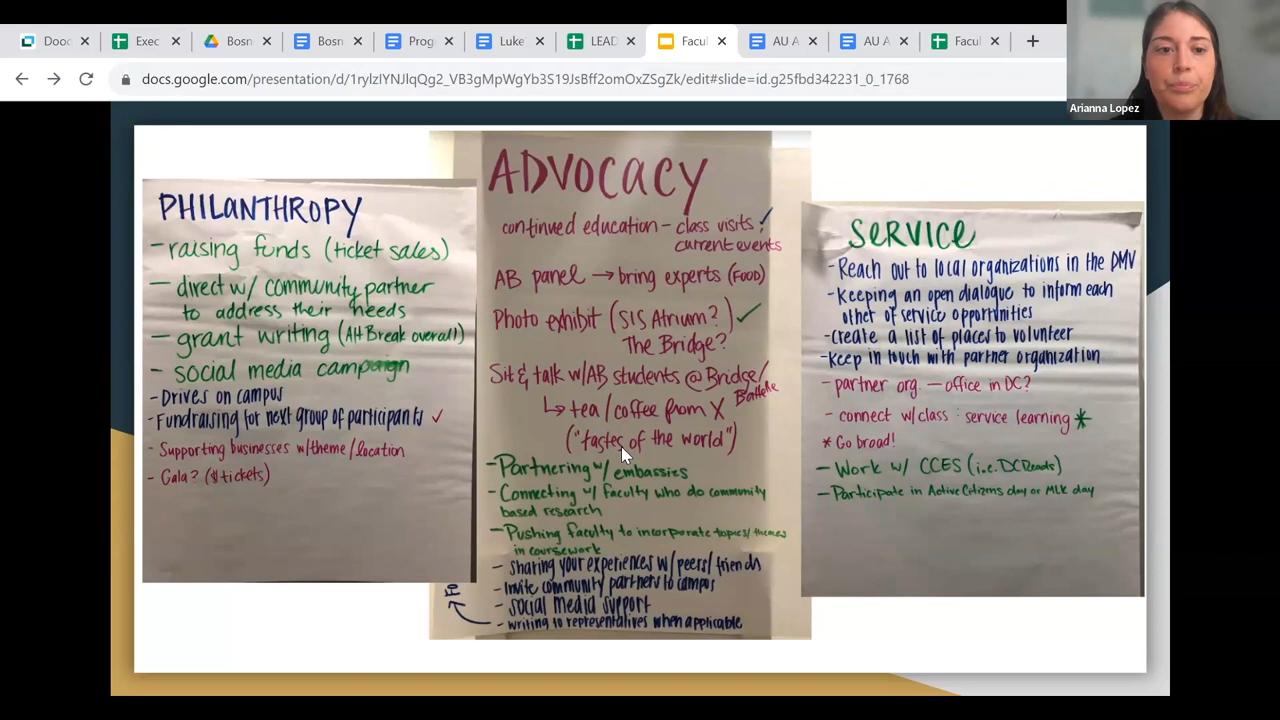 Dooc
Exec
Bosn
Bosn
Prog
Luke
LEAD
Facul
AU A
AU A
Facul
docs.google.com/presentation/d/1rylzlYNJlqQg2_VB3gMpWgYb3S19JsBff2omOxZSgZk/edit#slide=id.g25fbd342231_0_1768
Arianna Lopez
PHILANTHROPY
- raising funds (ticket sales)
- direct w/ community partner
to address their needs
- grant writing (Alt Break overall)
- social media campaign
- Drives on campus
- Fundraising for next group of participants ✓
- Supporting businesses w/theme/location
- Gala? ($ tickets)
ADVOCACY
continued education - class visits ✓
current events
AB panel → bring experts (FOOD)
Photo exhibit (SIS Atrium?) ✓
The Bridge?
Sit & talk w/AB students @ Bridge/
Battelle
↳ tea/coffee from X
("tastes of the world")
- Partnering w/ embassies
- Connecting w/ faculty who do community
based research
- Pushing faculty to incorporate topics/themes
in coursework
- Sharing your experiences w/peers/friends
- Invite community partners to campus
- Social media support
- writing to representatives when applicable
SERVICE
- Reach out to local organizations in the DMV
- Keeping an open dialogue to inform each
other of service opportunities
- Create a list of places to volunteer
- Keep in touch with partner organization
- partner org. — office in DC?
- connect w/class: service learning *
* Go broad!
- Work w/ CCES (i.e. DC Reads)
- Participate in Active Citizens day or MLK day